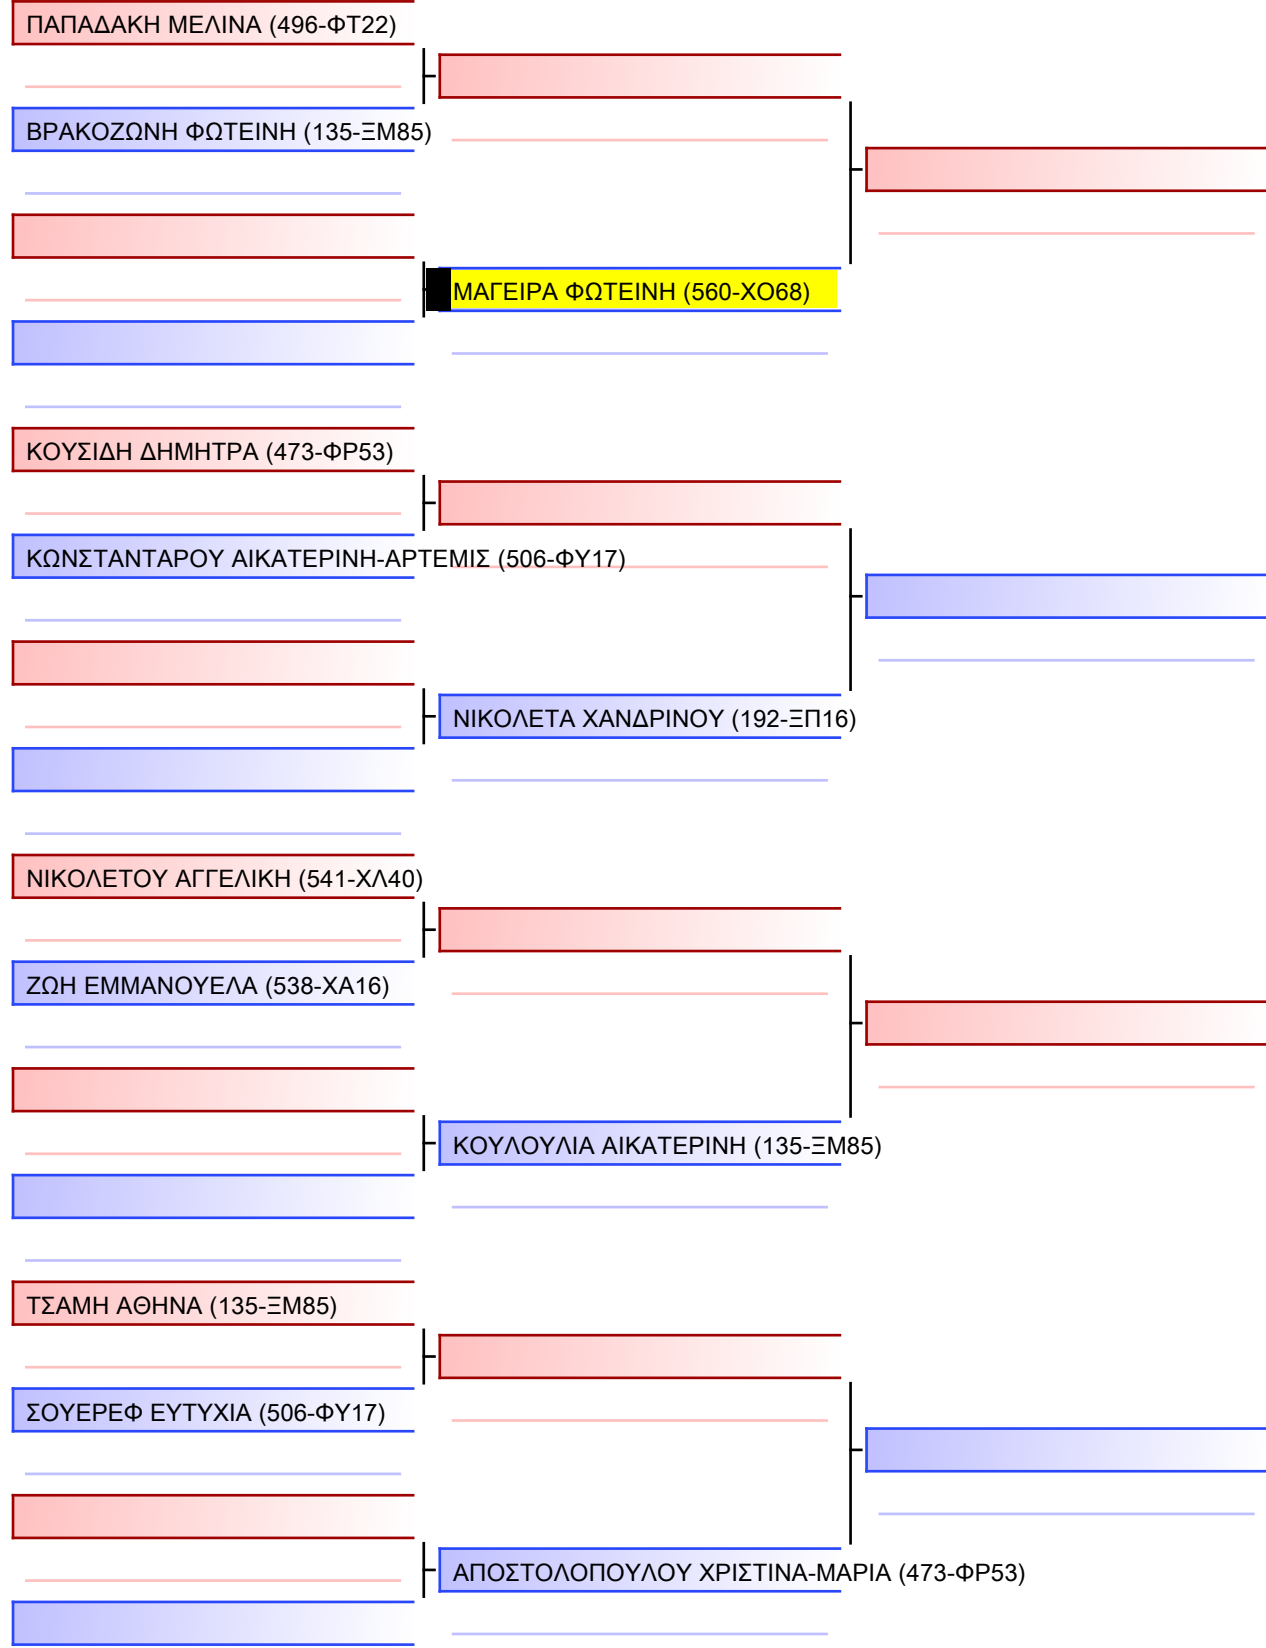 ΠΑΠΑΔΑΚΗ ΜΕΛΙΝΑ (496-ΦΤ22)
ΒΡΑΚΟΖΩΝΗ ΦΩΤΕΙΝΗ (135-ΞΜ85)
ΜΑΓΕΙΡΑ ΦΩΤΕΙΝΗ (560-ΧΟ68)
ΚΟΥΣΙΔΗ ΔΗΜΗΤΡΑ (473-ΦΡ53)
ΚΩΝΣΤΑΝΤΑΡΟΥ ΑΙΚΑΤΕΡΙΝΗ-ΑΡΤΕΜΙΣ (506-ΦΥ17)
ΝΙΚΟΛΕΤΑ ΧΑΝΔΡΙΝΟΥ (192-ΞΠ16)
ΝΙΚΟΛΕΤΟΥ ΑΓΓΕΛΙΚΗ (541-ΧΛ40)
ΖΩΗ ΕΜΜΑΝΟΥΕΛΑ (538-ΧΑ16)
ΚΟΥΛΟΥΛΙΑ ΑΙΚΑΤΕΡΙΝΗ (135-ΞΜ85)
ΤΣΑΜΗ ΑΘΗΝΑ (135-ΞΜ85)
ΣΟΥΕΡΕΦ ΕΥΤΥΧΙΑ (506-ΦΥ17)
ΑΠΟΣΤΟΛΟΠΟΥΛΟΥ ΧΡΙΣΤΙΝΑ-ΜΑΡΙΑ (473-ΦΡ53)